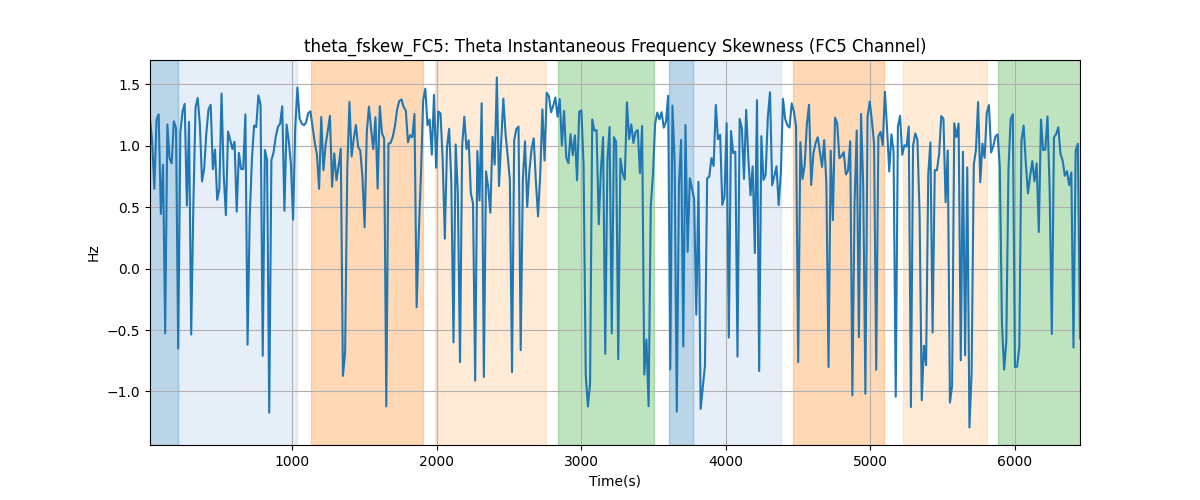 theta_fskew_FC5: Theta Instantaneous Frequency Skewness (FC5 Channel)
Hz
1.5
1.0
0.5
0.0
−0.5
−1.0
1000 2000 3000 4000 5000 6000
Time(s)